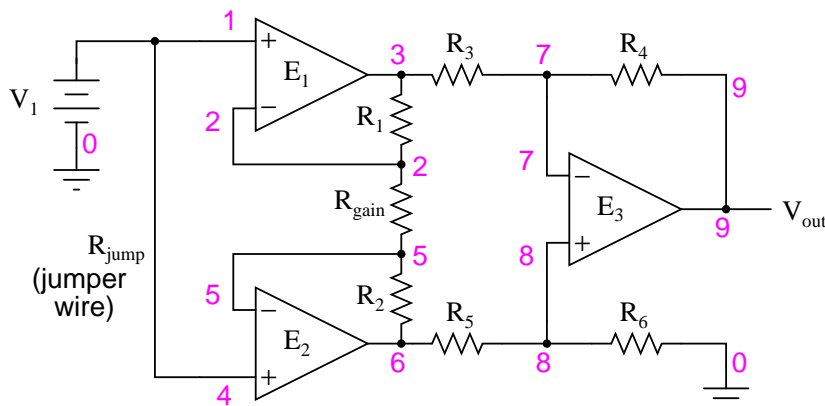 1
+
E1
−
3
R3
7
R4
9
V1
0
2
R1
2
Rgain
7
−
E3
+
9
Vout
Rjump
(jumper
wire)
5
5
−
E2
+
4
R2
6
R5
8
8
R6
0